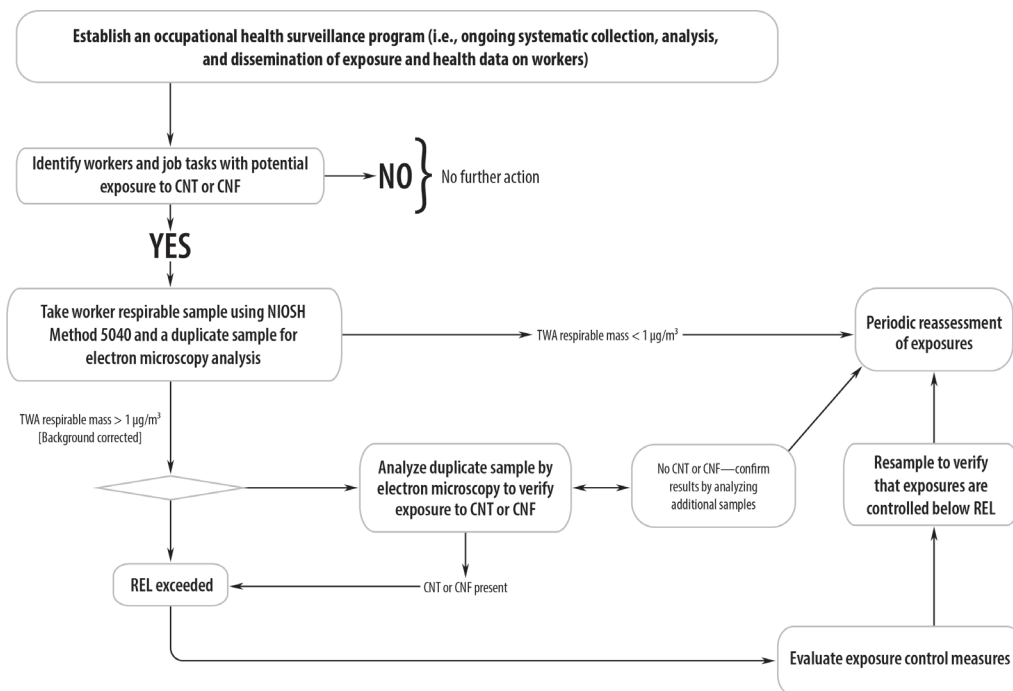 Establish an occupational health surveillance program (i.e., ongoing systematic collection, analysis,
and dissemination of exposure and health data on workers)
Identify workers and job tasks with potential
exposure to CNT or CNF
NO
No further action
YES
Take worker respirable sample using NIOSH
Method 5040 and a duplicate sample for
electron microscopy analysis
TWA respirable mass < 1 µg/m³
Periodic reassessment
of exposures
TWA respirable mass > 1 µg/m³
[Background corrected]
Analyze duplicate sample by
electron microscopy to verify
exposure to CNT or CNF
No CNT or CNF—confirm
results by analyzing
additional samples
Resample to verify
that exposures are
controlled below REL
REL exceeded
CNT or CNF present
Evaluate exposure control measures